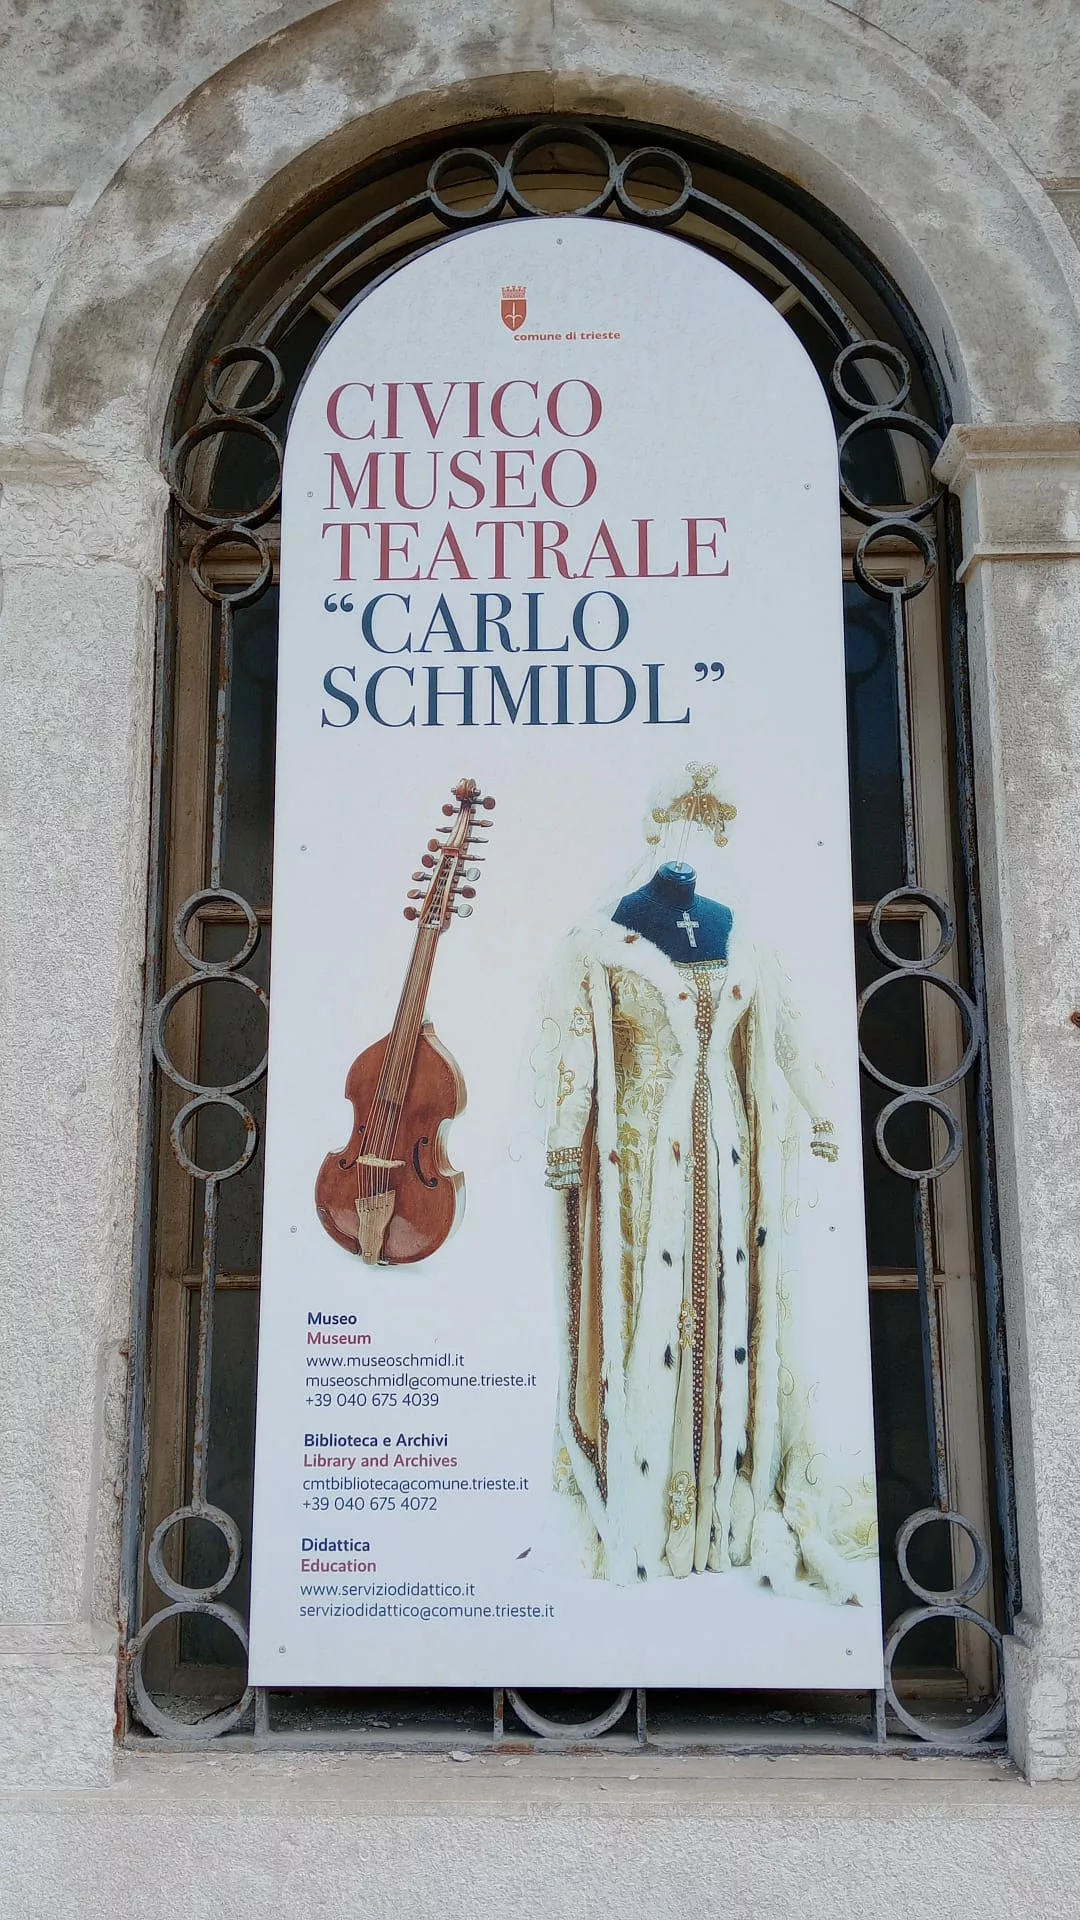 comune di trieste
CIVICO
MUSEO
TEATRALE
“CARLO
SCHMIDL”
Museo
Museum
www.museoschmidl.it
museoschmidl@comune.trieste.it
+39 040 675 4039
Biblioteca e Archivi
Library and Archives
cmtbiblioteca@comune.trieste.it
+39 040 675 4072
Didattica
Education
www.serviziodidattico.it
serviziodidattico@comune.trieste.it